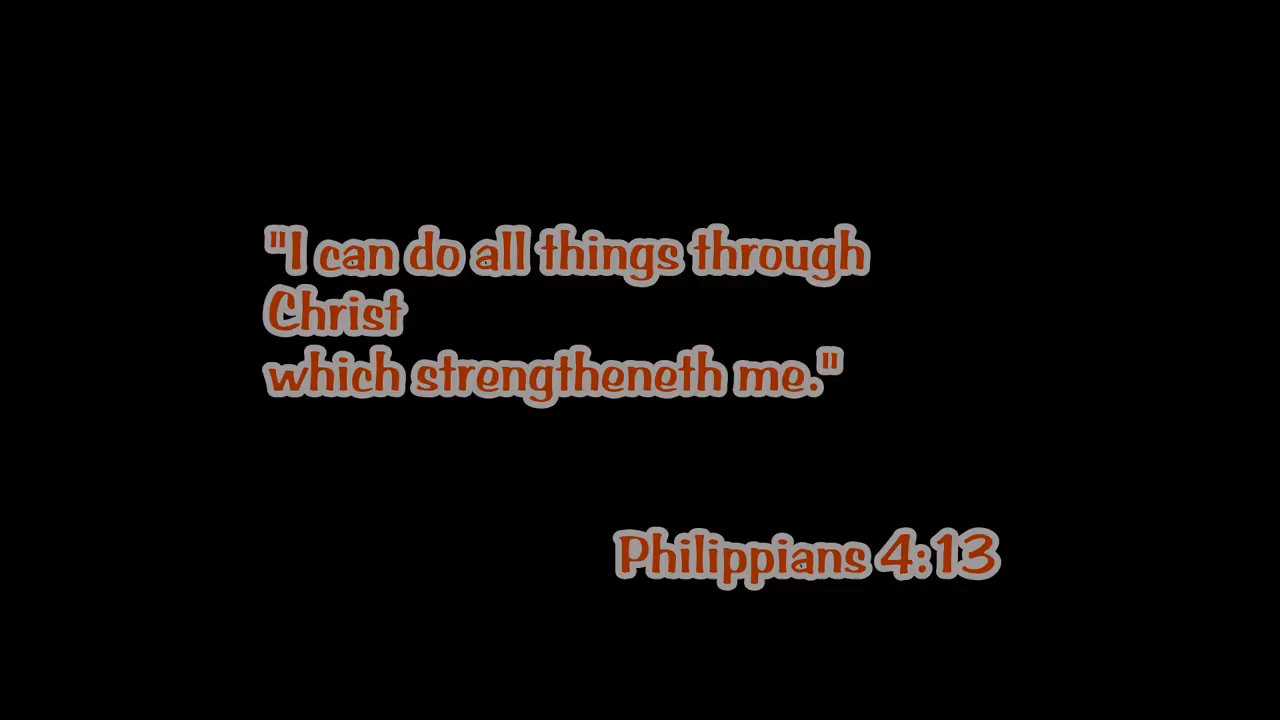 "I can do all things through
Christ
which strengtheneth me."
Philippians 4:13